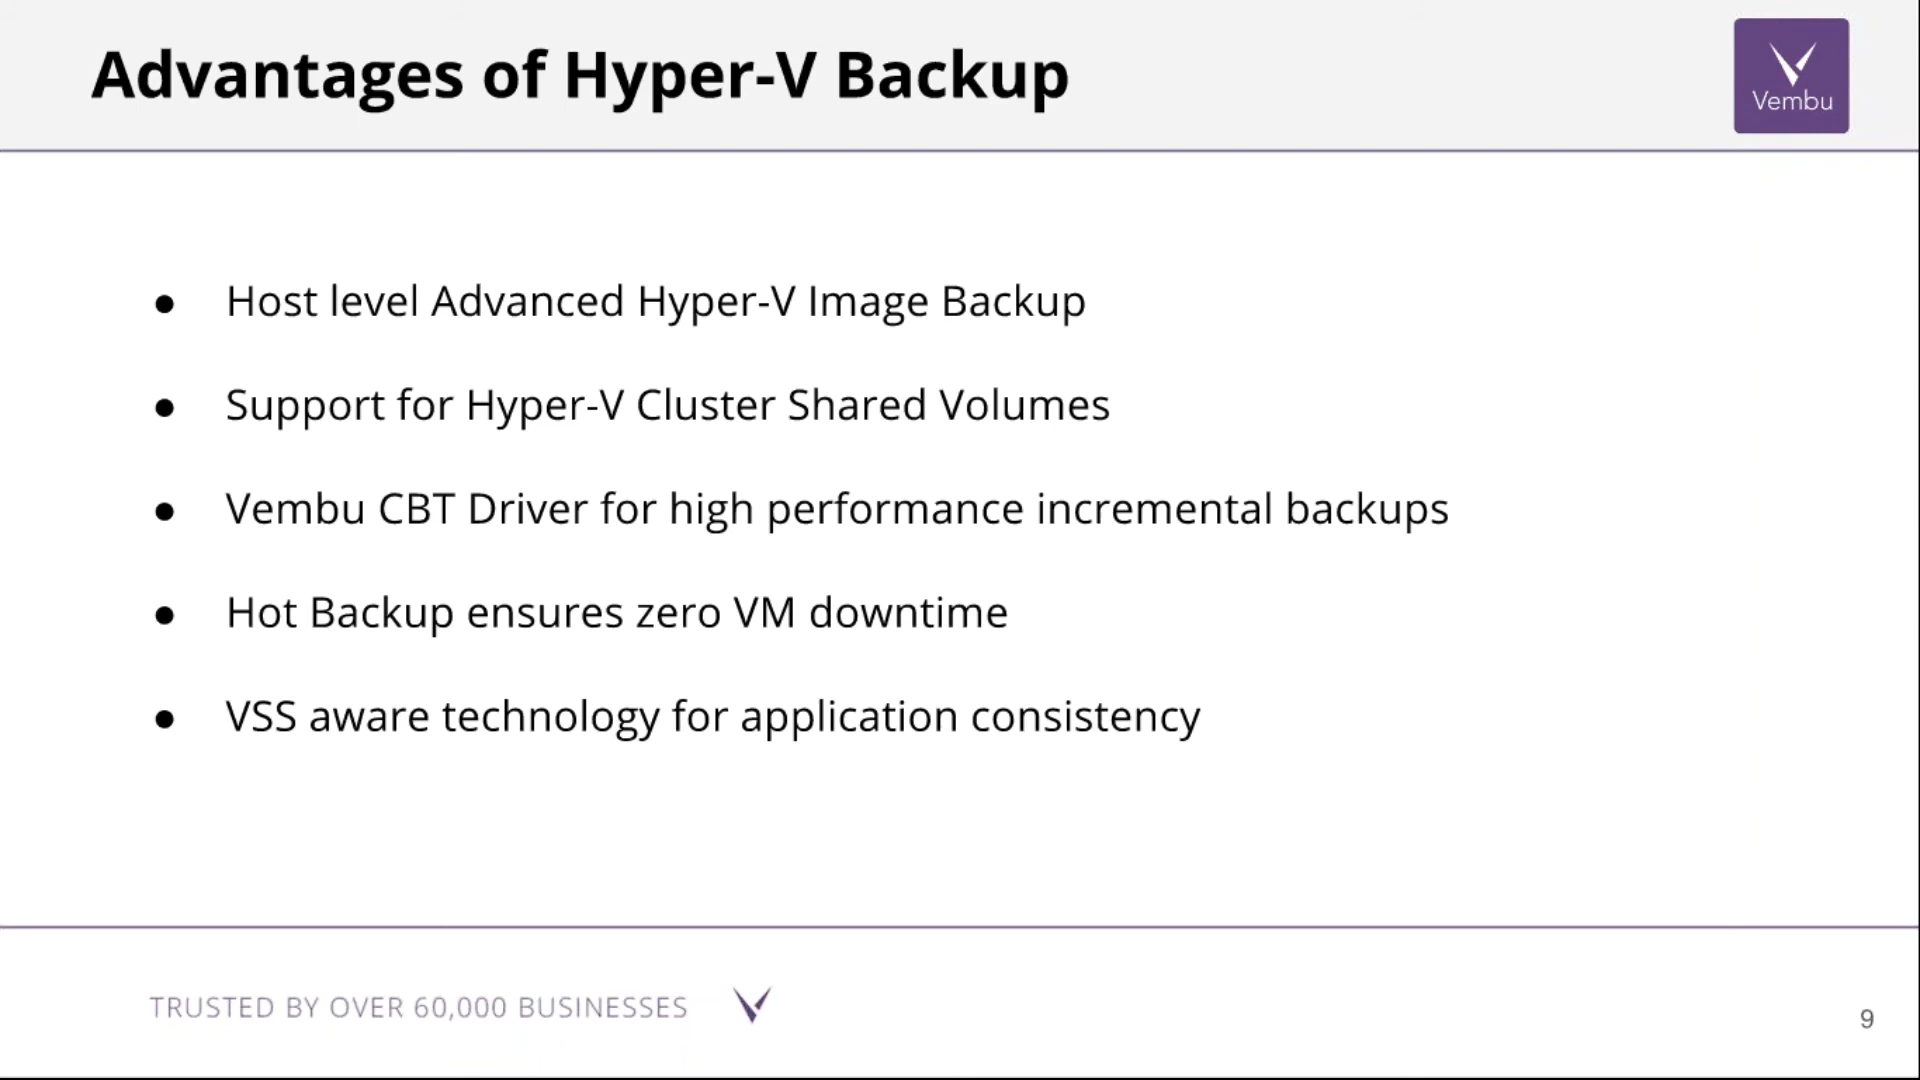 Advantages of Hyper-V Backup
Vembu
● Host level Advanced Hyper-V Image Backup
● Support for Hyper-V Cluster Shared Volumes
● Vembu CBT Driver for high performance incremental backups
● Hot Backup ensures zero VM downtime
● VSS aware technology for application consistency
TRUSTED BY OVER 60,000 BUSINESSES
9